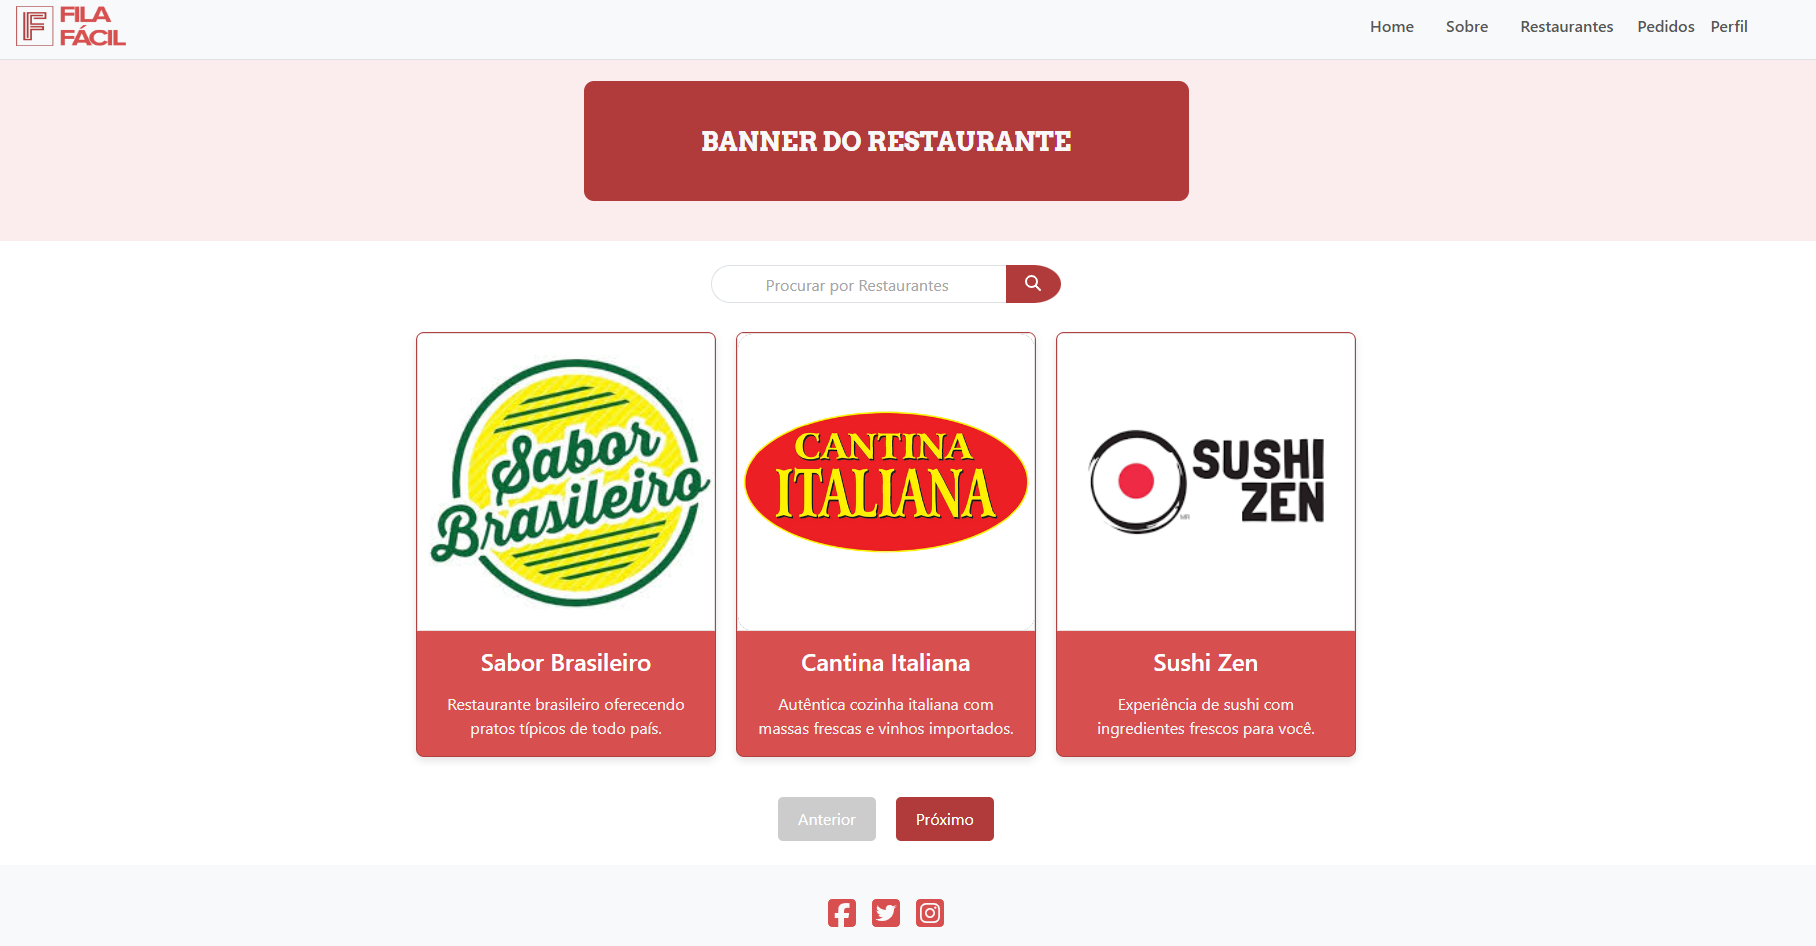 FILA
FÁCIL
Home Sobre Restaurantes Pedidos Perfil
BANNER DO RESTAURANTE
Procurar por Restaurantes
Sabor
Brasileiro
CANTINA
ITALIANA
SUSHI
ZEN
MR
Sabor Brasileiro
Restaurante brasileiro oferecendo
pratos típicos de todo país.
Cantina Italiana
Autêntica cozinha italiana com
massas frescas e vinhos importados.
Sushi Zen
Experiência de sushi com
ingredientes frescos para você.
Anterior Próximo